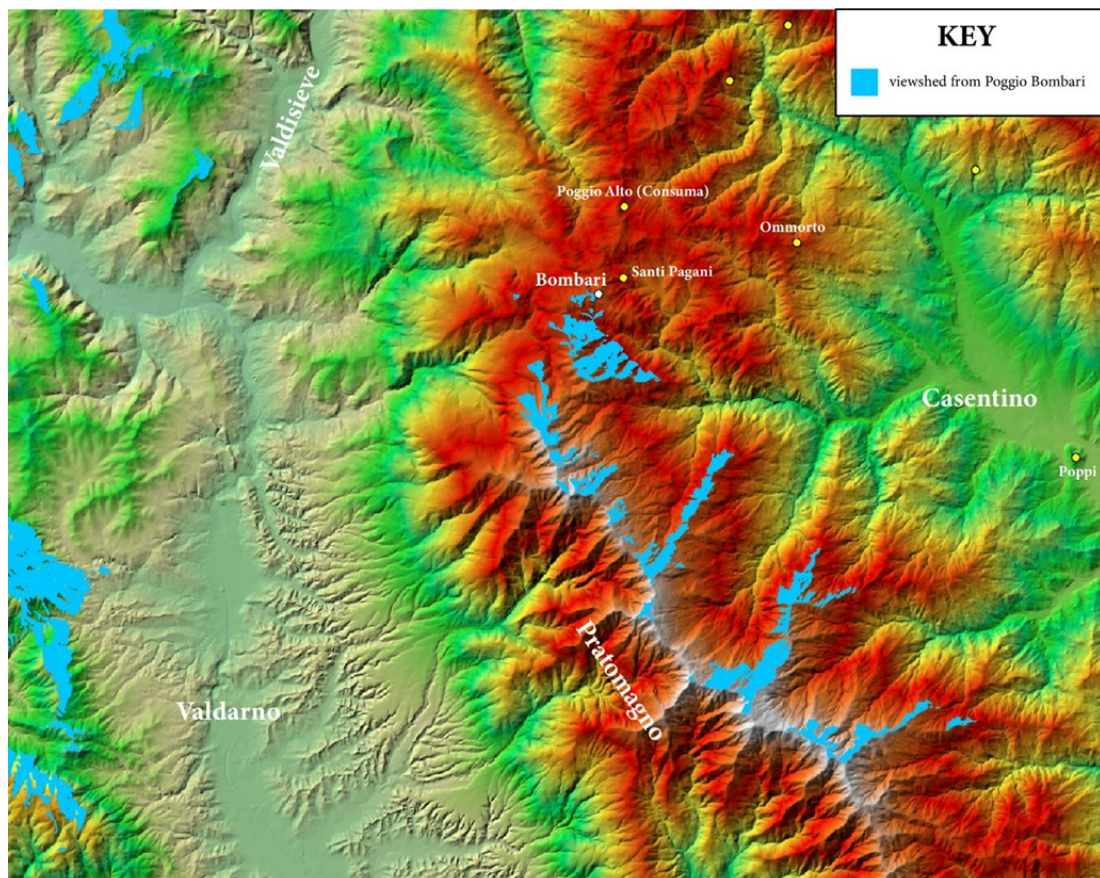 KEY
viewshed from Poggio Bombari
Valdisieve
Poggio Alto (Consuma)
Ommorto
Santi Pagani
Bombari
Casentino
Poppi
Pratomagno
Valdarno